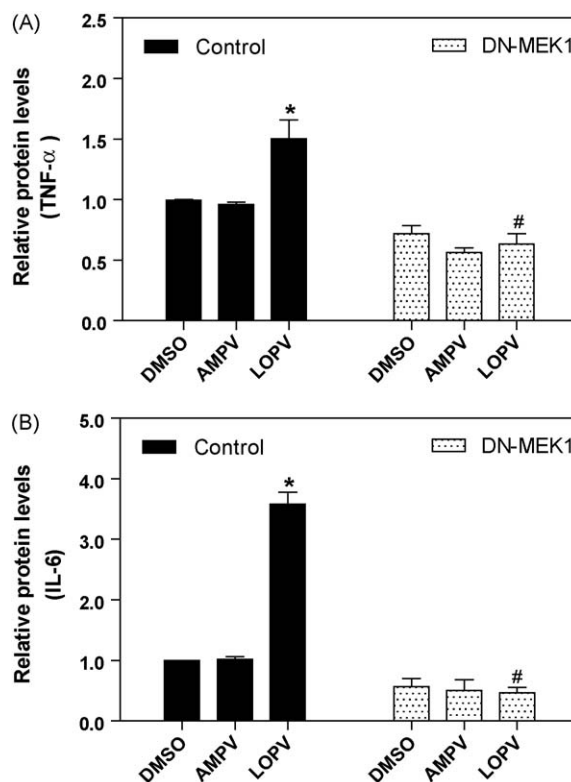 (A)
Relative protein levels
(TNF-α)
2.5
2.0
1.5
1.0
0.5
0.0
Control
DN-MEK1
*
#
DMSO
AMPV
LOPV
DMSO
AMPV
LOPV
(B)
Relative protein levels
(IL-6)
5.0
4.0
3.0
2.0
1.0
0.0
Control
DN-MEK1
*
#
DMSO
AMPV
LOPV
DMSO
AMPV
LOPV